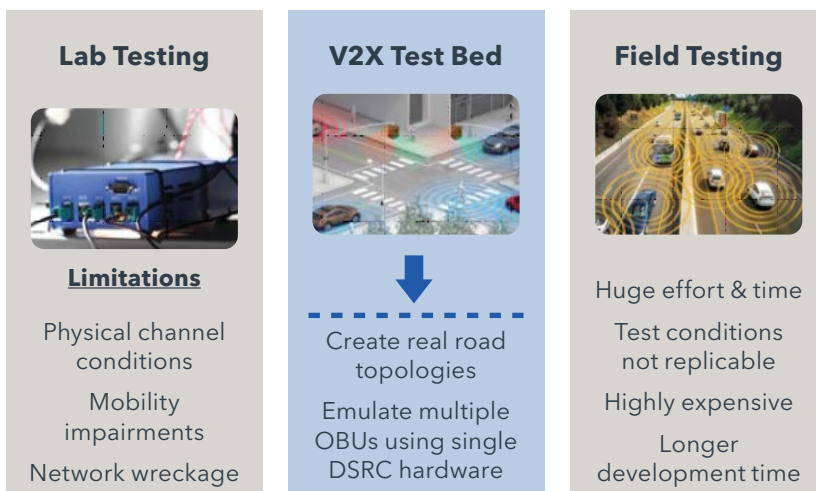 Lab Testing
Limitations
Physical channel
conditions
Mobility
impairments
Network wreckage
V2X Test Bed
Create real road
topologies
Emulate multiple
OBUs using single
DSRC hardware
Field Testing
Huge effort & time
Test conditions
not replicable
Highly expensive
Longer
development time